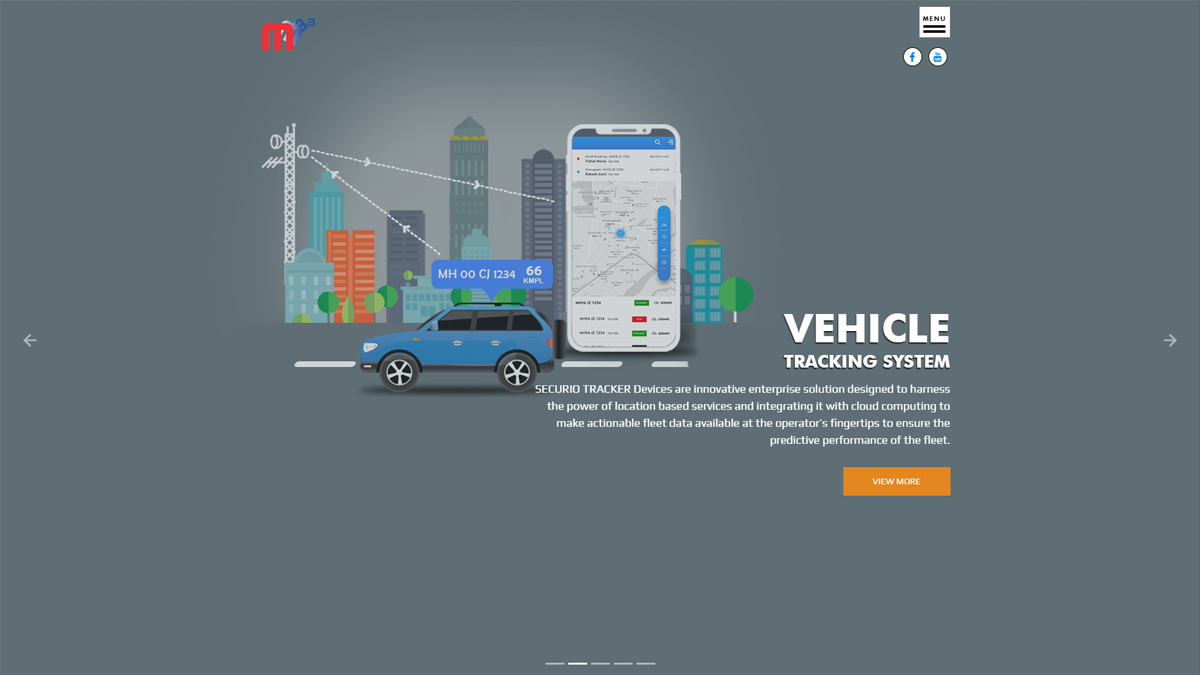 MENU
MH 00 CJ 1234
66
KMPL
VEHICLE
TRACKING SYSTEM
SECURIO TRACKER Devices are innovative enterprise solution designed to harness
the power of location based services and integrating it with cloud computing to
make actionable fleet data available at the operator's fingertips to ensure the
predictive performance of the fleet.
VIEW MORE